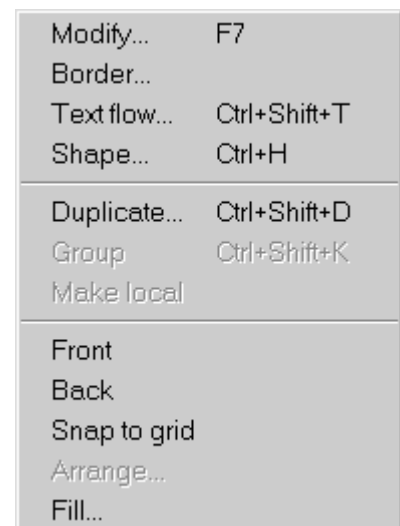 Modify... F7
Border...
Text flow... Ctrl+Shift+T
Shape... Ctrl+H
Duplicate... Ctrl+Shift+D
Group Ctrl+Shift+K
Make local
Front
Back
Snap to grid
Arrange...
Fill...